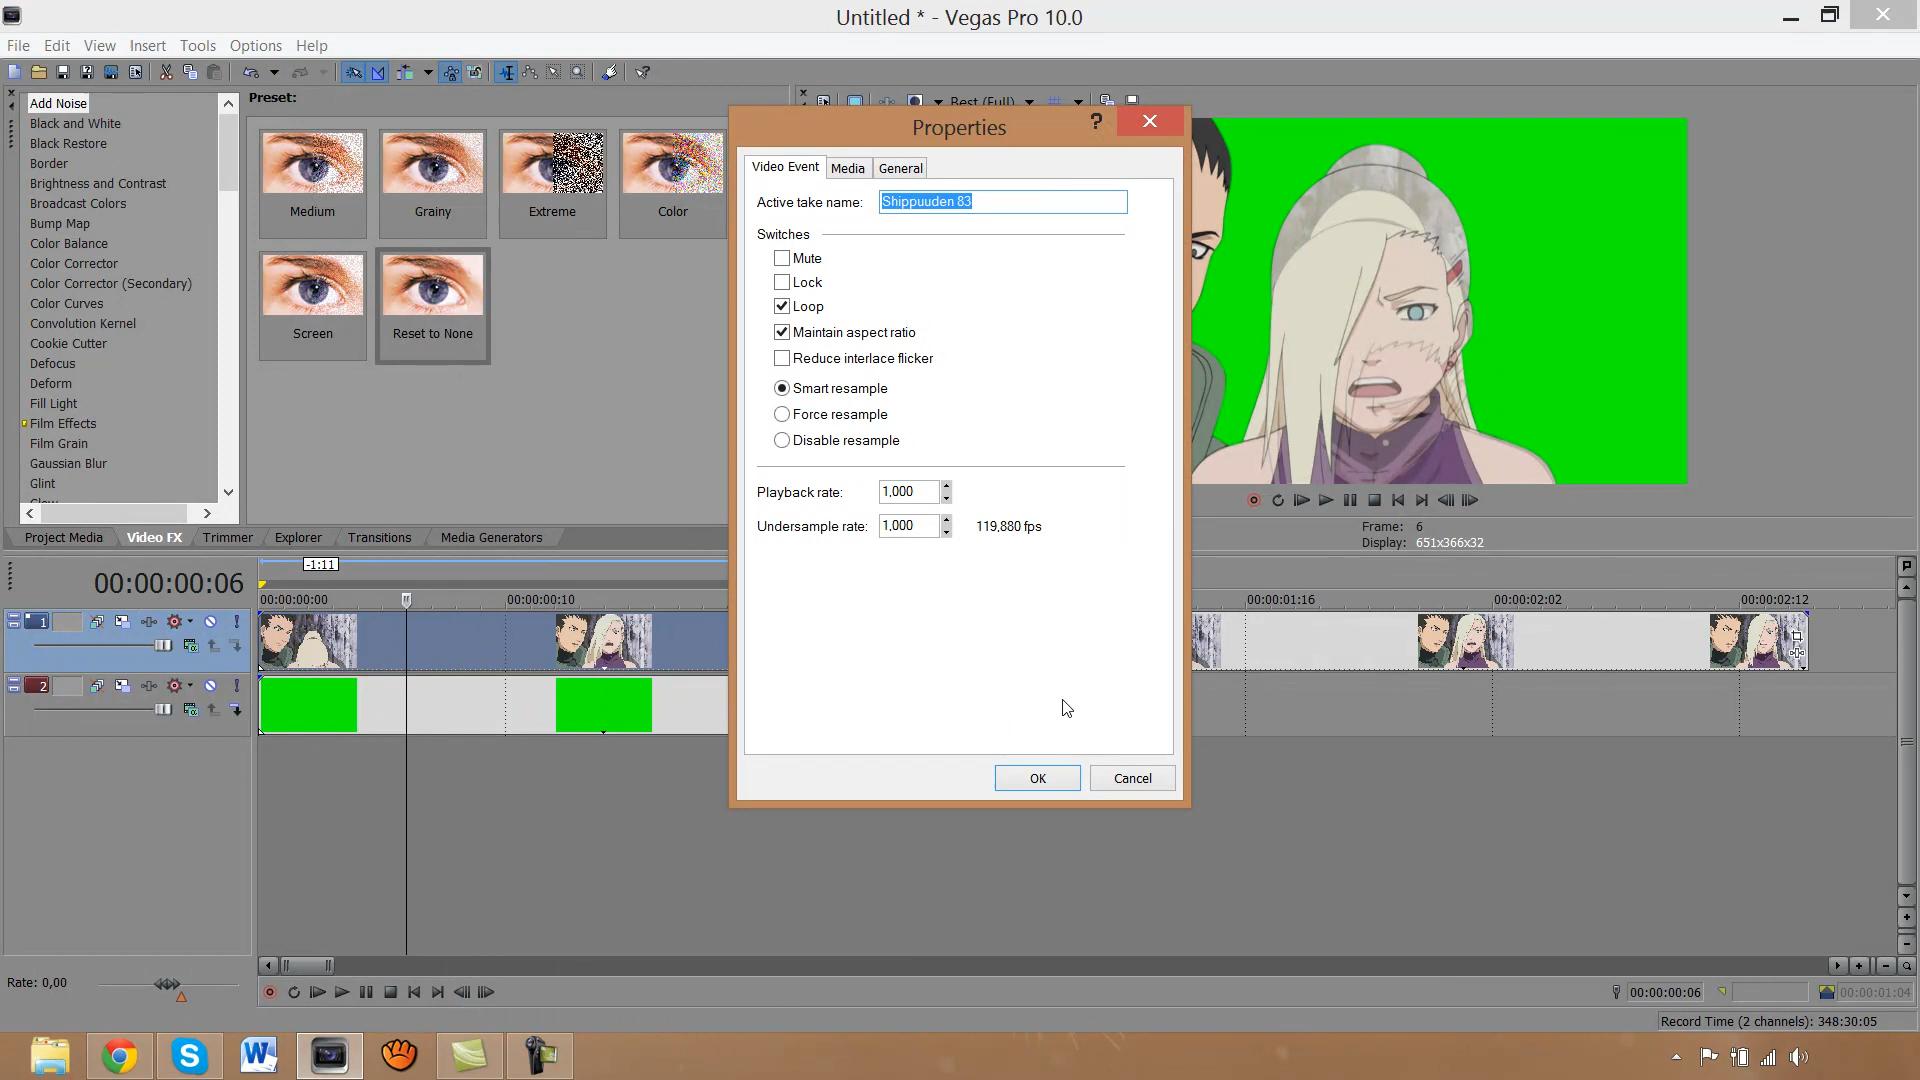 Untitled * - Vegas Pro 10.0
File Edit View Insert Tools Options Help
Add Noise
Black and White
Black Restore
Border
Brightness and Contrast
Broadcast Colors
Bump Map
Color Balance
Color Corrector
Color Corrector (Secondary)
Color Curves
Convolution Kernel
Cookie Cutter
Defocus
Deform
Fill Light
Film Effects
Film Grain
Gaussian Blur
Glint
Preset:
Medium Grainy Extreme Color
Screen Reset to None
Best (Full)
Properties
?
Video Event Media General
Active take name: Shippuuden 83
Switches
Mute
Lock
Loop
Maintain aspect ratio
Reduce interlace flicker
Smart resample
Force resample
Disable resample
Playback rate: 1,000
Undersample rate: 1,000 119,880 fps
OK Cancel
Frame: 6
Display: 651x366x32
Project Media Video FX Trimmer Explorer Transitions Media Generators
-1:11
00:00:00:06
00:00:00:00 00:00:00:10 00:00:01:16 00:00:02:02 00:00:02:12
1
2
Rate: 0,00
00:00:00:06 00:00:01:04
Record Time (2 channels): 348:30:05